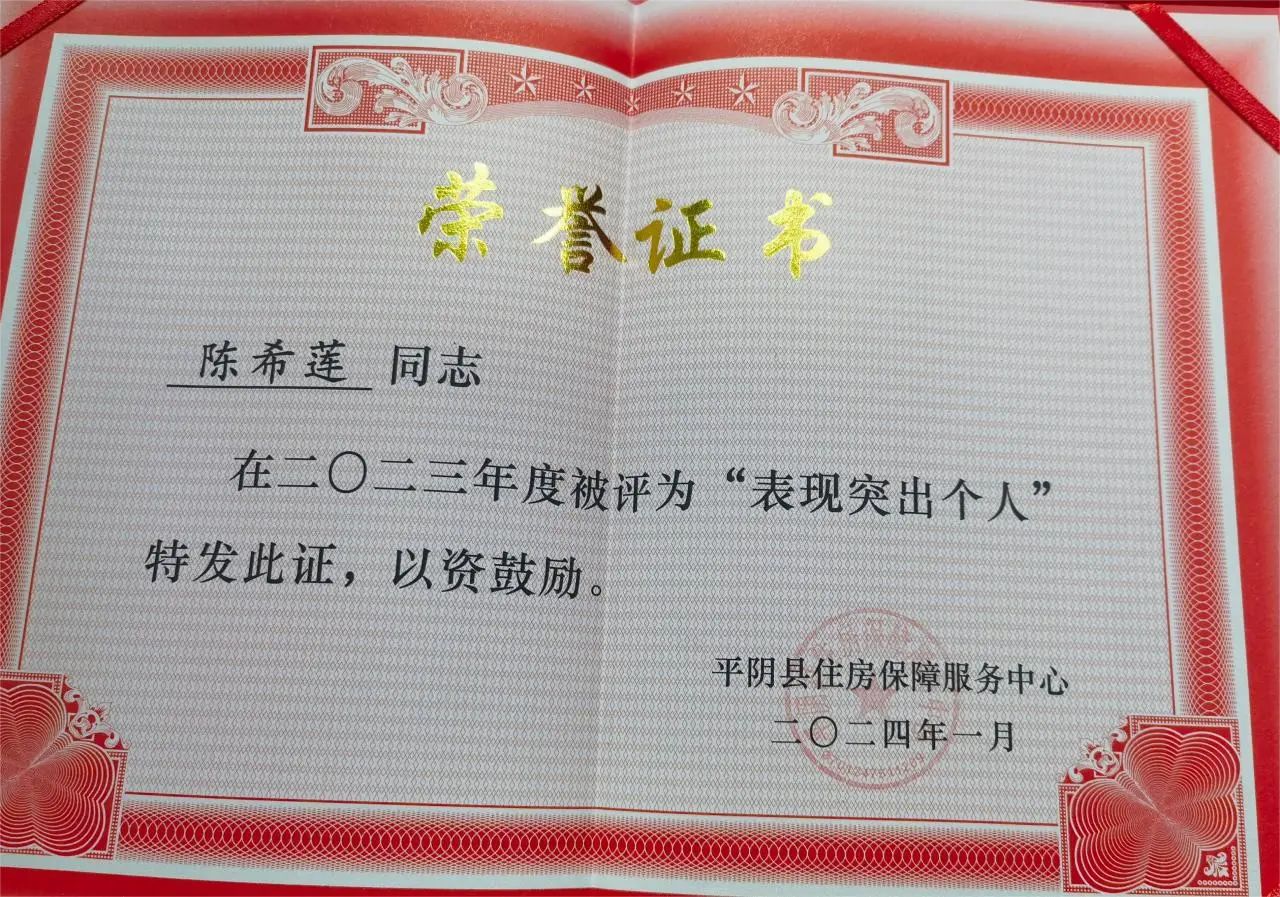 荣誉证书
陈希莲 同志
在二〇二三年度被评为“表现突出个人”
特发此证，以资鼓励。
平阴县住房保障服务中心
二〇二四年一月